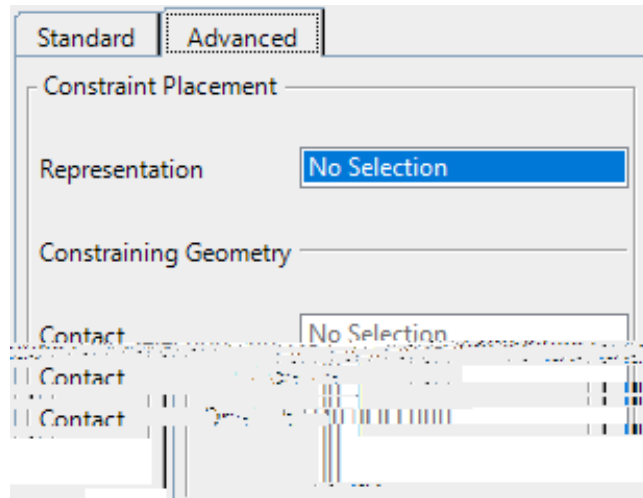 Standard Advanced
Constraint Placement
Representation No Selection
Constraining Geometry
Contact No Selection
Contact
Contact